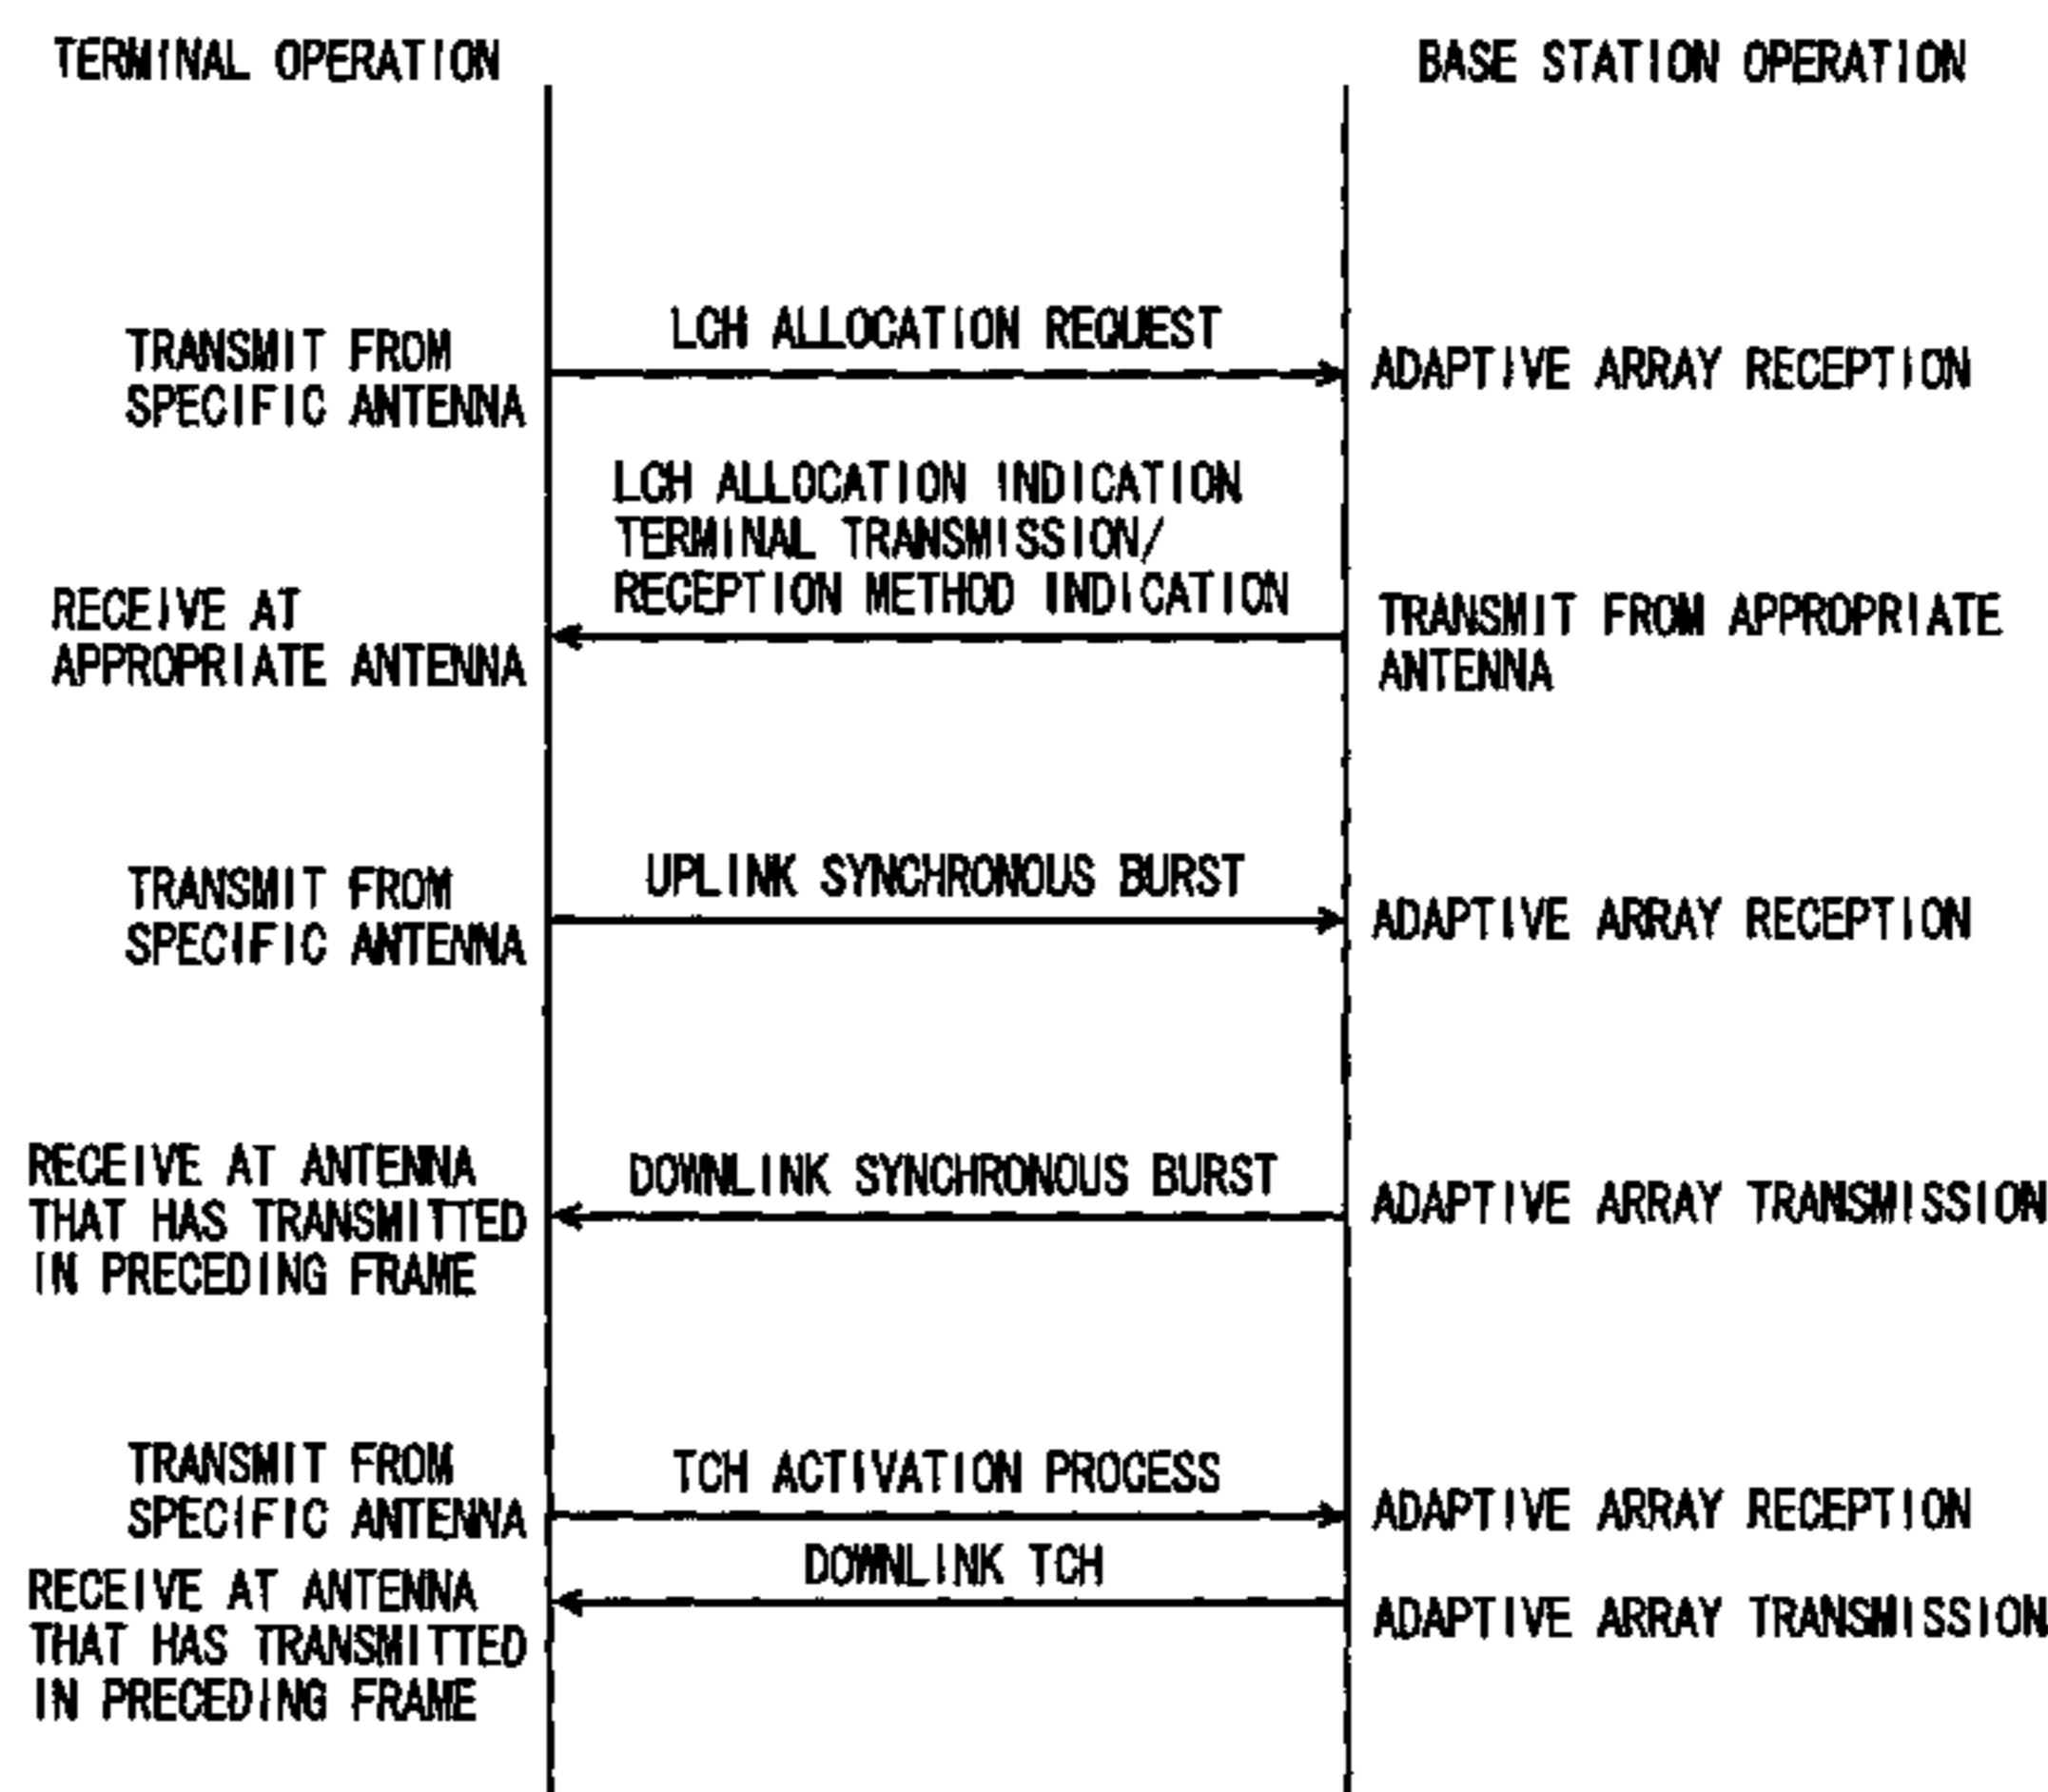 TERMINAL OPERATION
BASE STATION OPERATION
TRANSMIT FROM
SPECIFIC ANTENNA
LCH ALLOCATION REQUEST
ADAPTIVE ARRAY RECEPTION
LCH ALLOCATION INDICATION
TERMINAL TRANSMISSION/
RECEPTION METHOD INDICATION
RECEIVE AT
APPROPRIATE ANTENNA
TRANSMIT FROM APPROPRIATE
ANTENNA
TRANSMIT FROM
SPECIFIC ANTENNA
UPLINK SYNCHRONOUS BURST
ADAPTIVE ARRAY RECEPTION
RECEIVE AT ANTENNA
THAT HAS TRANSMITTED
IN PRECEDING FRAME
DOWNLINK SYNCHRONOUS BURST
ADAPTIVE ARRAY TRANSMISSION
TRANSMIT FROM
SPECIFIC ANTENNA
TCH ACTIVATION PROCESS
ADAPTIVE ARRAY RECEPTION
RECEIVE AT ANTENNA
THAT HAS TRANSMITTED
IN PRECEDING FRAME
DOWNLINK TCH
ADAPTIVE ARRAY TRANSMISSION